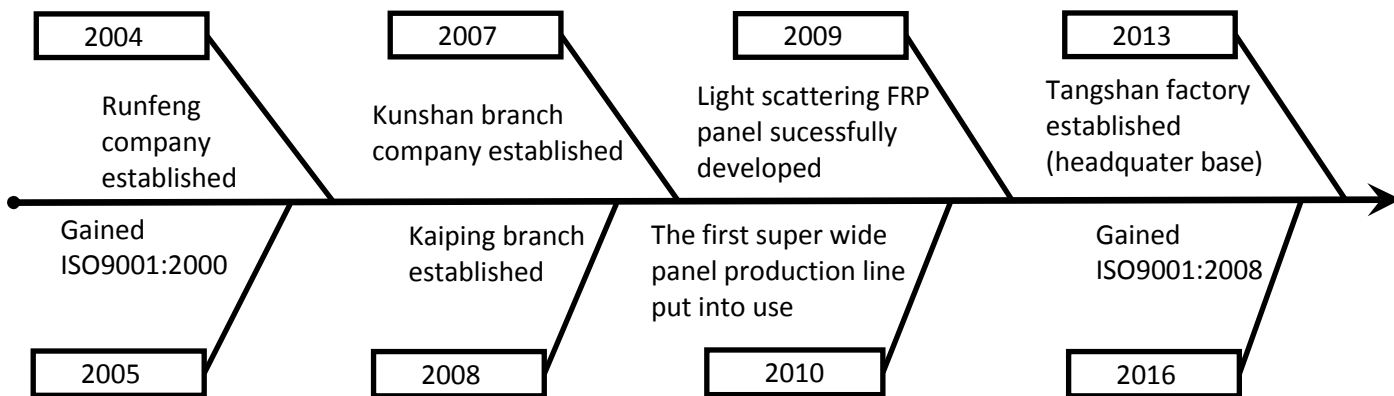 2004
Runfeng
company
established
2007
Kunshan branch
company established
2009
Light scattering FRP
panel sucessfully
developed
2013
Tangshan factory
established
(headquater base)
Gained
ISO9001:2000
2005
Kaiping branch
established
2008
The first super wide
panel production line
put into use
2010
Gained
ISO9001:2008
2016